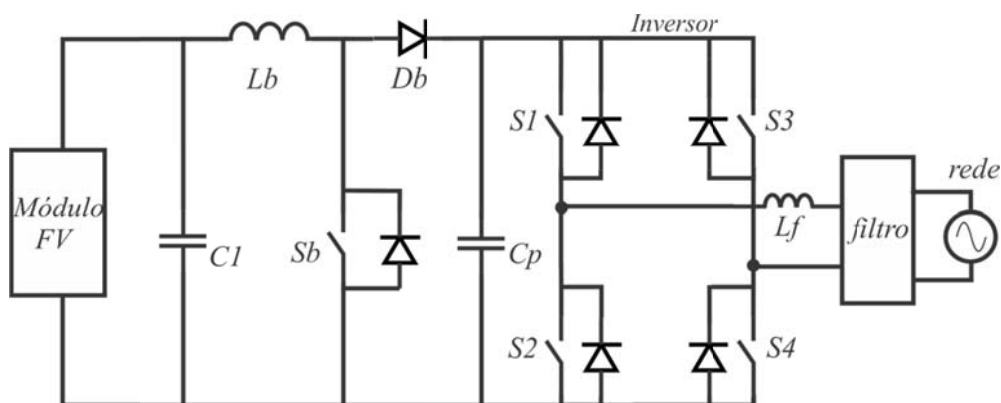 Inversor
Lb
Db
S1
S3
rede
Módulo
FV
C1
Sb
Cp
Lf
filtro
S2
S4